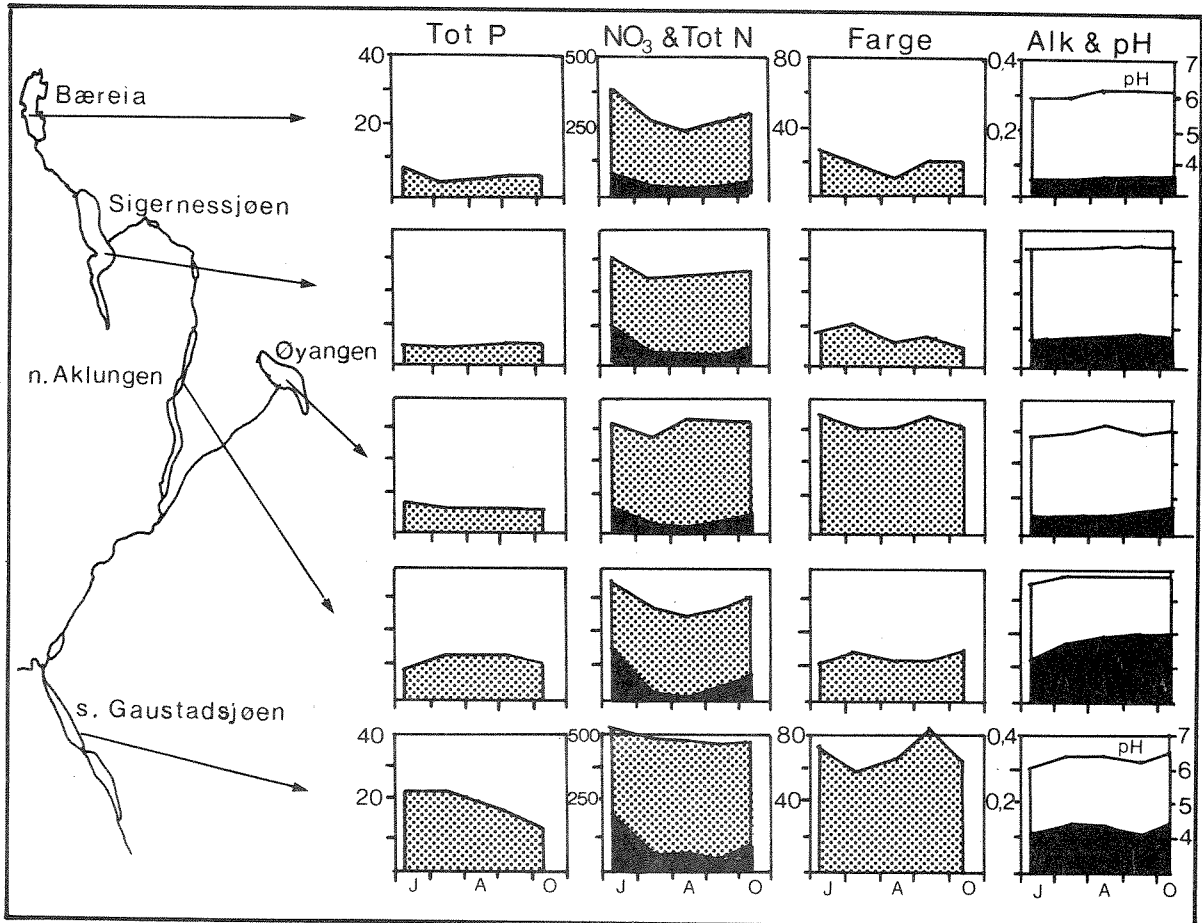 Tot P NO3 & Tot N Farge Alk & pH
40 500 80 0,4 7
pH
Bæreia
6
20 250 40 0,2 5
4
Sigernessjøen
Øyangen
n. Aklungen
s. Gaustadsjøen
40 500 80 0,4 7
pH
6
20 250 40 0,2 5
4
J A O J A O J A O J A O